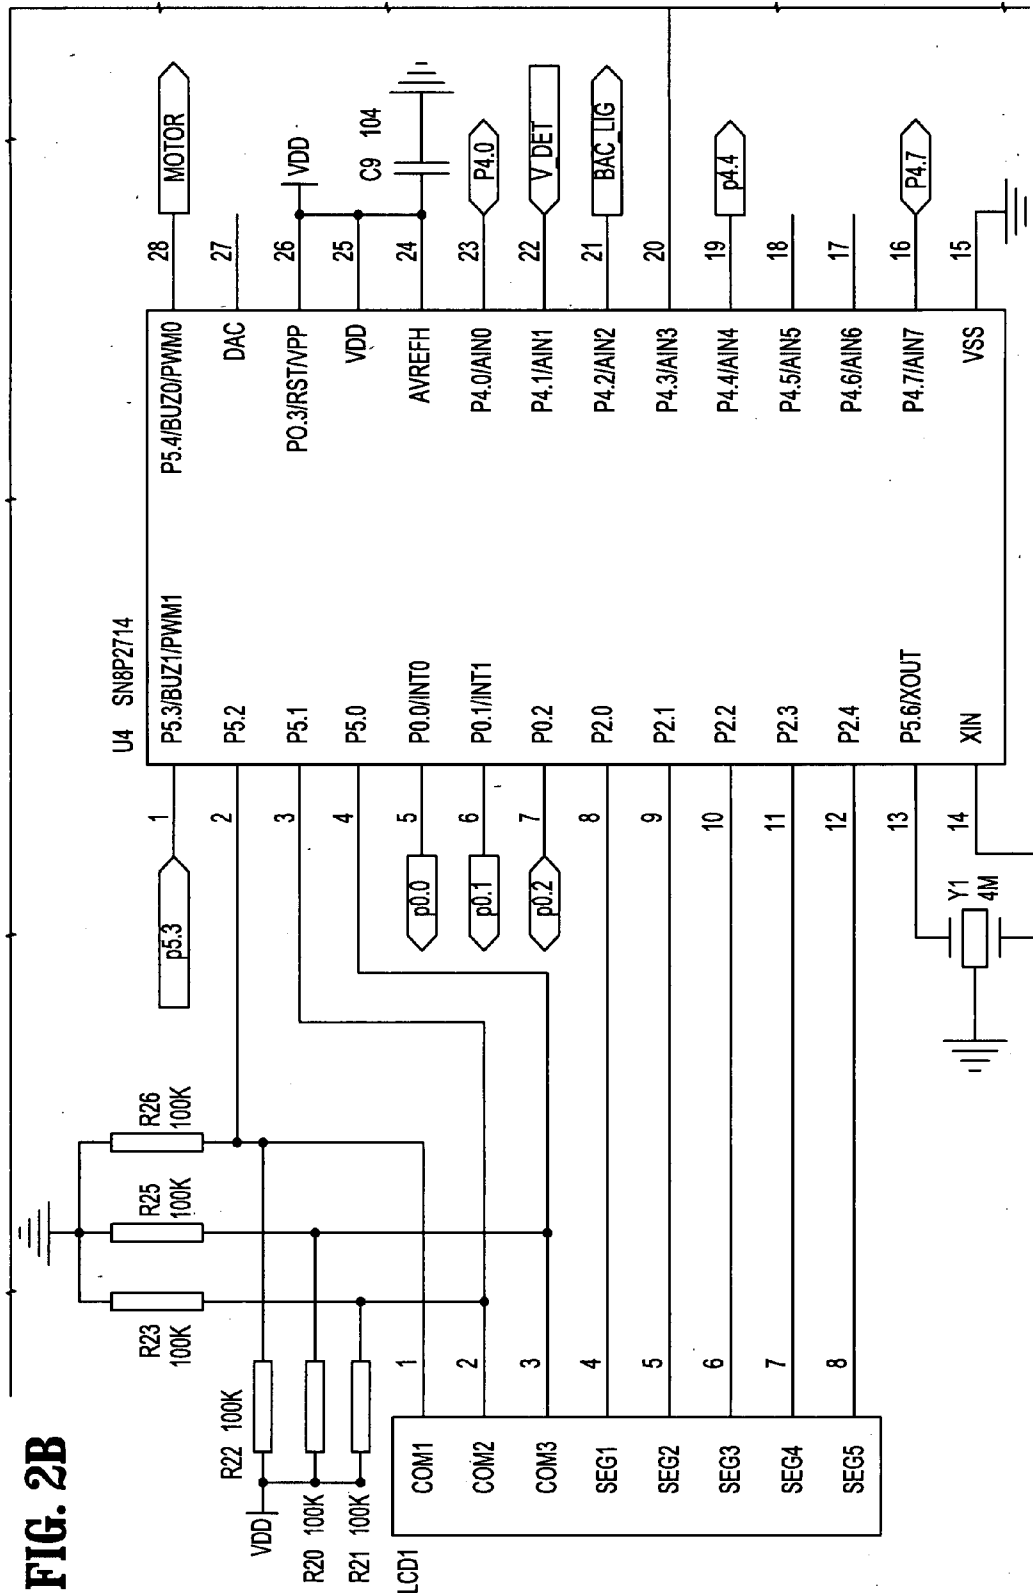 FIG. 2B
U4 SN8P2714
P5.3/BUZ1/PWM1
P5.2
P5.1
P5.0
P0.0/INT0
P0.1/INT1
P0.2
P2.0
P2.1
P2.2
P2.3
P2.4
P5.6/XOUT
XIN
P5.4/BUZ0/PWM0
DAC
PO.3/RST/VPP
VDD
AVREFH
P4.0/AIN0
P4.1/AIN1
P4.2/AIN2
P4.3/AIN3
P4.4/AIN4
P4.5/AIN5
P4.6/AIN6
P4.7/AIN7
VSS
1
2
3
4
5
6
7
8
9
10
11
12
13
14
28
27
26
25
24
23
22
21
20
19
18
17
16
15
MOTOR
VDD
C9 104
P4.0
V_DET
BAC_LIG
p4.4
P4.7
p5.3
p0.0
p0.1
p0.2
Y1
4M
R26
100K
R25
100K
R23
100K
R22 100K
VDD
R20 100K
R21 100K
LCD1
COM1
COM2
COM3
SEG1
SEG2
SEG3
SEG4
SEG5
1
2
3
4
5
6
7
8